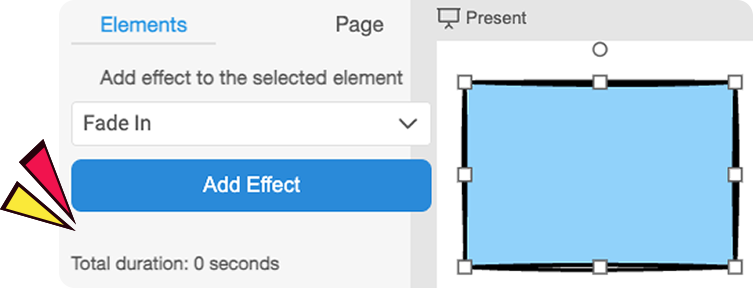 Elements Page
Add effect to the selected element
Fade In
Add Effect
Total duration: 0 seconds
Present